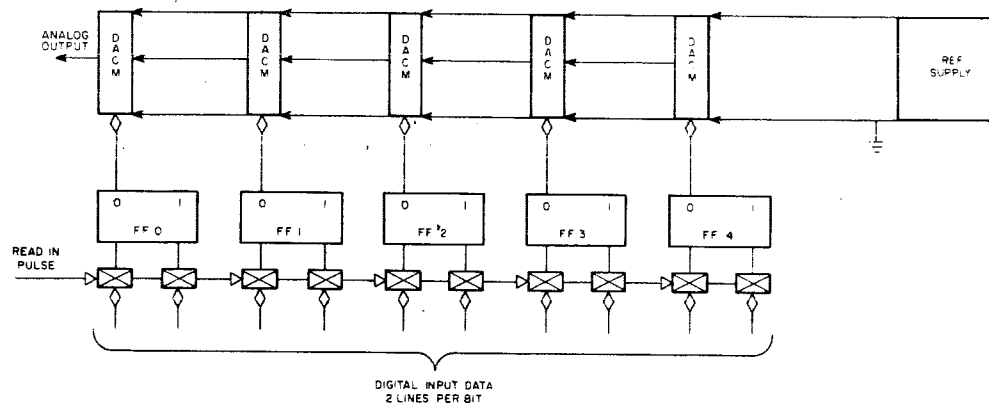 ANALOG
OUTPUT
DACM
DACM
DACM
DACM
DACM
REF
SUPPLY
0 1
FF 0
0 1
FF 1
0 1
FF 2
0 1
FF 3
0 1
FF 4
READ IN
PULSE
DIGITAL INPUT DATA
2 LINES PER BIT